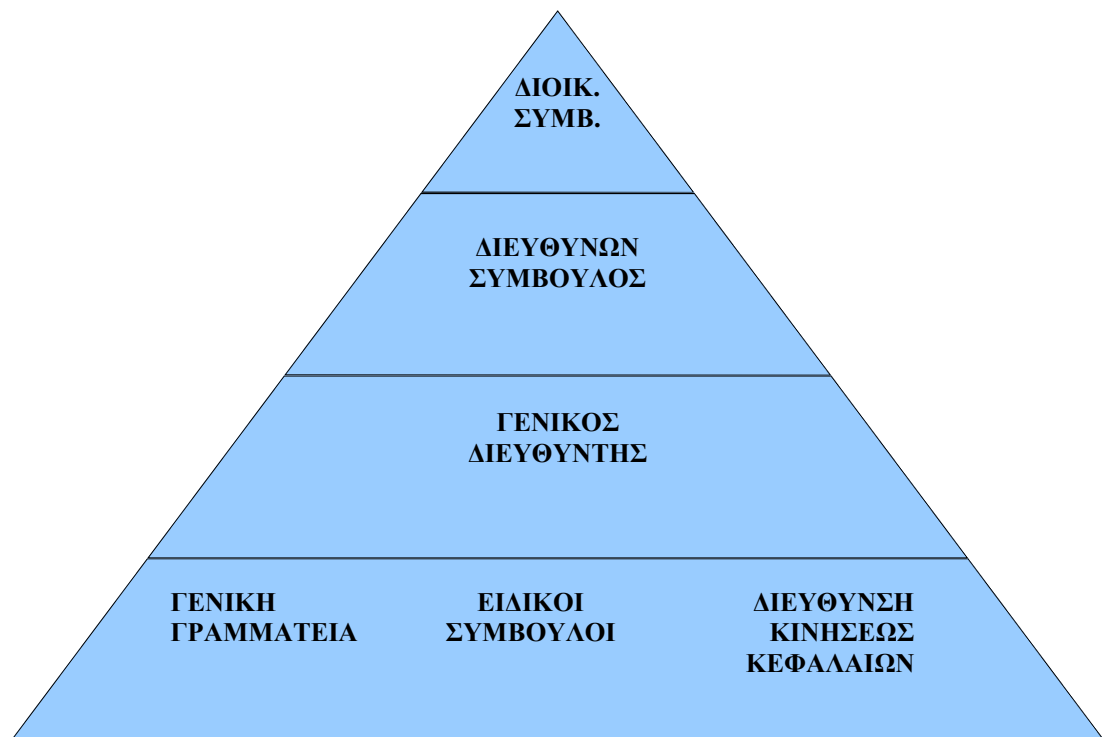 ΔΙΟΙΚ.
ΣΥΜΒ.
ΔΙΕΥΘΥΝΩΝ
ΣΥΜΒΟΥΛΟΣ
ΓΕΝΙΚΟΣ
ΔΙΕΥΘΥΝΤΗΣ
ΓΕΝΙΚΗ
ΓΡΑΜΜΑΤΕΙΑ
ΕΙΔΙΚΟΙ
ΣΥΜΒΟΥΛΟΙ
ΔΙΕΥΘΥΝΣΗ
ΚΙΝΗΣΕΩΣ
ΚΕΦΑΛΑΙΩΝ